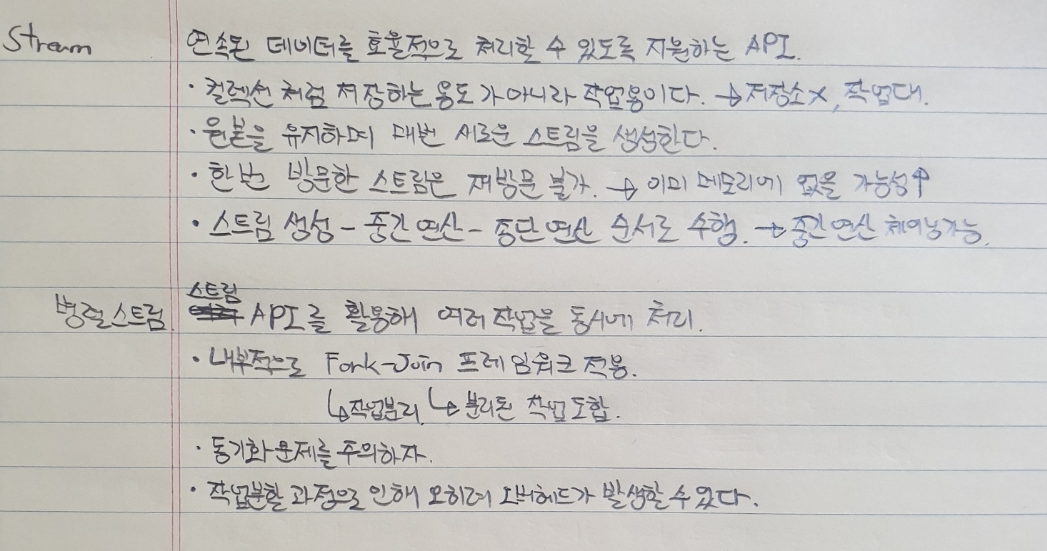 Stream 연속된 데이터를 효율적으로 처리할 수 있도록 지원하는 API.
· 컬렉션 처럼 저장하는 용도가 아니라 작업용이다. → 저장소 x, 작업대.
· 원본을 유지하며 매번 새로운 스트림을 생성한다.
· 한번 방문한 스트림은 재방문 불가. → 이미 메모리에 없을 가능성↑
· 스트림 생성 - 중간 연산 - 종단 연산 순서로 수행. → 중간 연산 체이닝 가능.
스트림
병렬 스트림. API를 활용해 여러 작업을 동시에 처리.
· 내부적으로 Fork-Join 프레임워크 적용.
↳작업분리. ↳ 분리된 작업 도합.
· 동기화 문제를 주의하자.
· 작업분할 과정으로 인해 오히려 오버헤드가 발생할 수 있다.